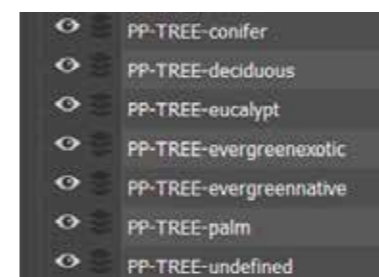 PP-TREE-conifer
PP-TREE-deciduous
PP-TREE-eucalypt
PP-TREE-evergreenexotic
PP-TREE-evergreennative
PP-TREE-palm
PP-TREE-undefined